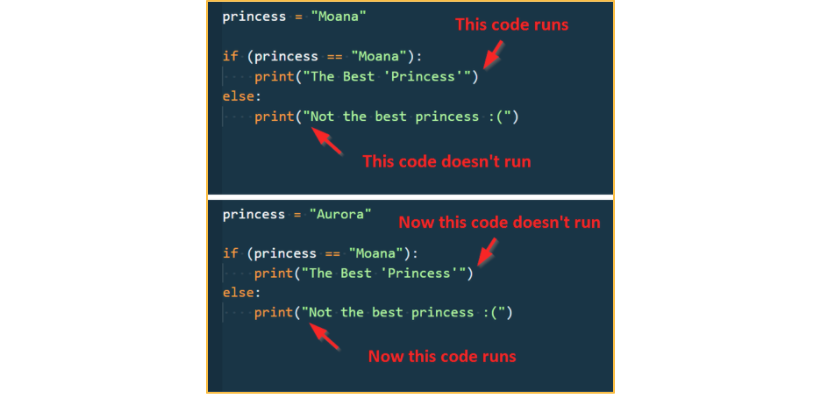 princess = "Moana"
This code runs
if (princess == "Moana"):
    print("The Best 'Princess'")
else:
    print("Not the best princess :(")
This code doesn't run
princess = "Aurora"
Now this code doesn't run
if (princess == "Moana"):
    print("The Best 'Princess'")
else:
    print("Not the best princess :(")
Now this code runs